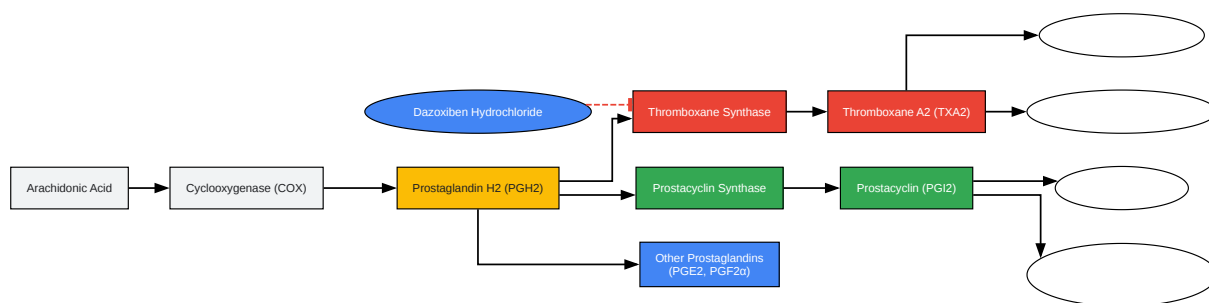 Dazoxiben Hydrochloride
Thromboxane Synthase
Thromboxane A2 (TXA2)
Arachidonic Acid
Cyclooxygenase (COX)
Prostaglandin H2 (PGH2)
Prostacyclin Synthase
Prostacyclin (PGI2)
Other Prostaglandins
(PGE2, PGF2α)